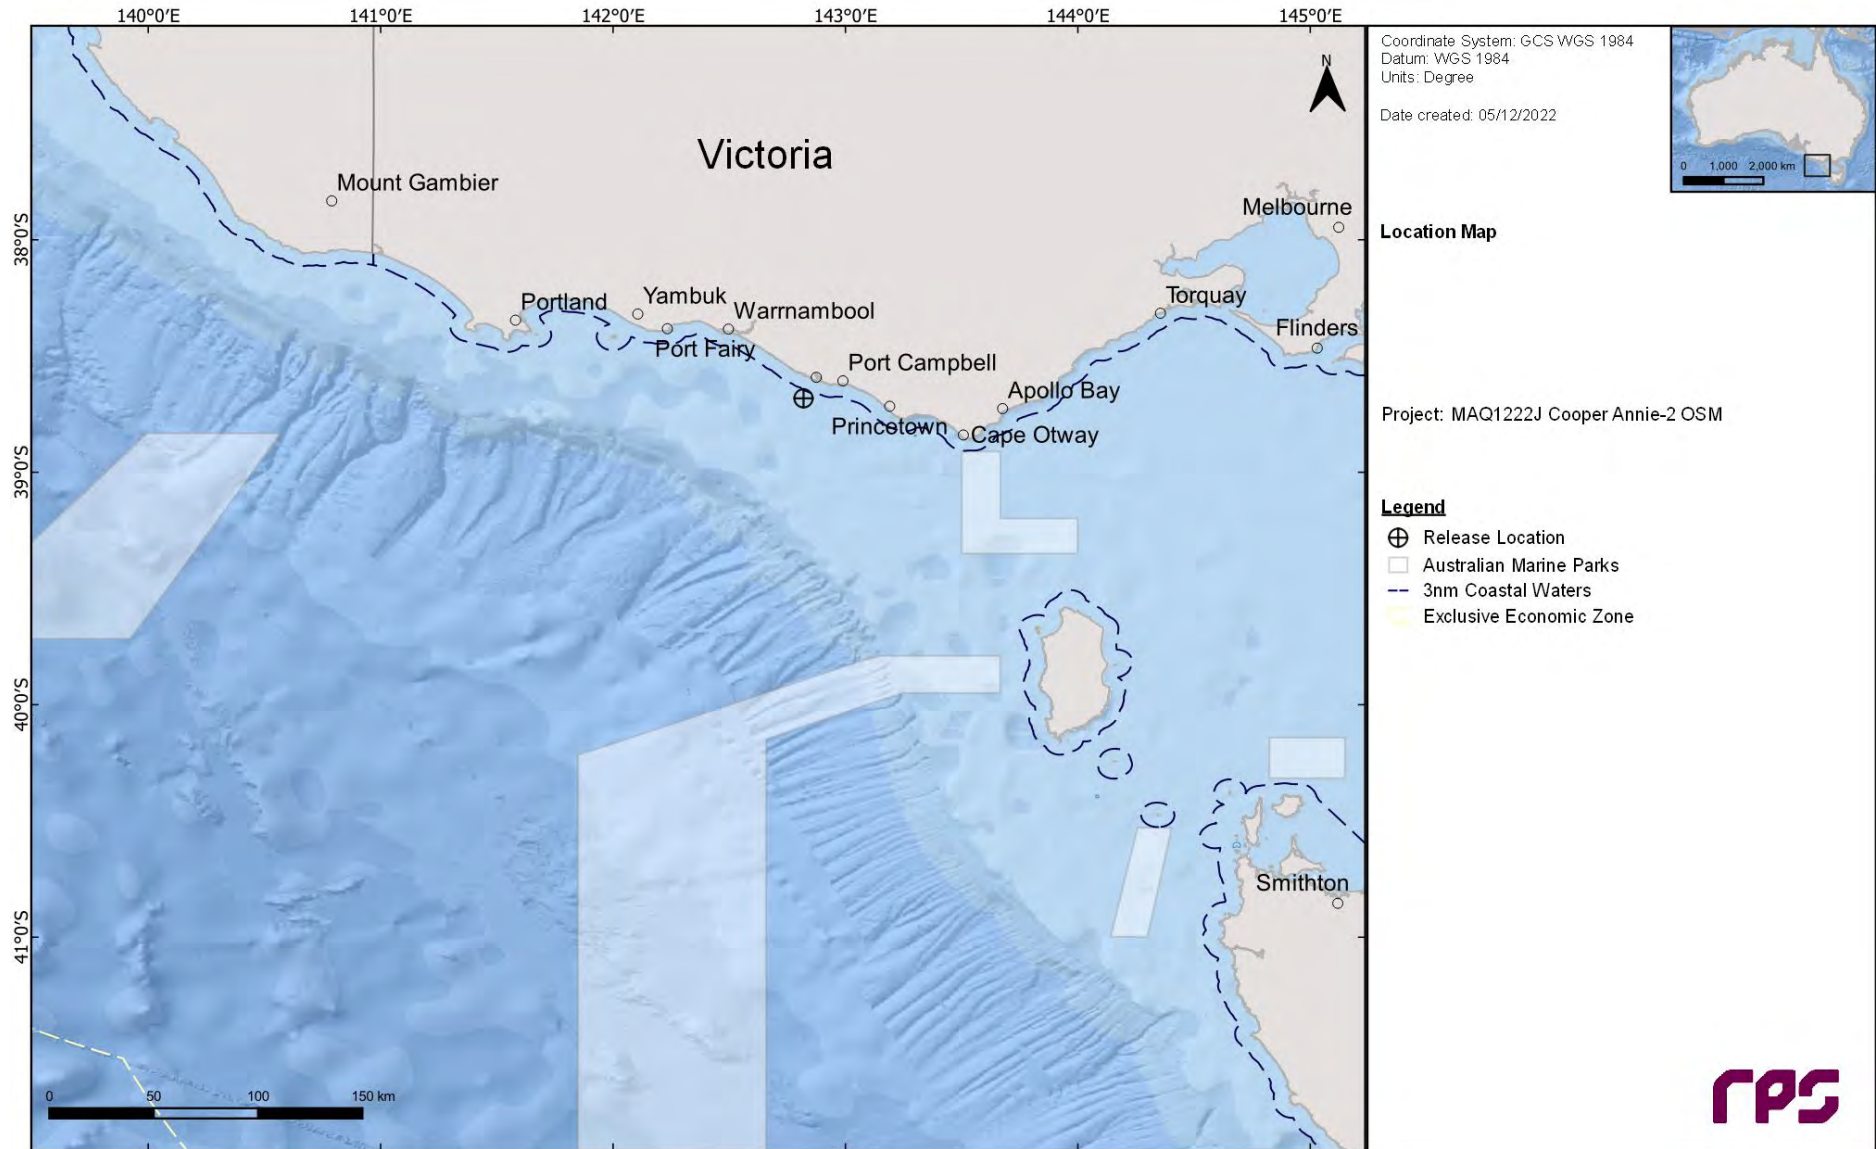 140°0'E
141°0'E
142°0'E
143°0'E
144°0'E
145°0'E
38°0'S
39°0'S
40°0'S
41°0'S
N
Victoria
Mount Gambier
Melbourne
Portland
Yambuk
Warrnambool
Torquay
Port Fairy
Flinders
Port Campbell
Apollo Bay
Princetown
Cape Otway
Smithton
0 50 100 150 km
Coordinate System: GCS WGS 1984
Datum: WGS 1984
Units: Degree
Date created: 05/12/2022
0 1,000 2,000 km
Location Map
Project: MAQ1222J Cooper Annie-2 OSM
Legend
Release Location
Australian Marine Parks
3nm Coastal Waters
Exclusive Economic Zone
rps